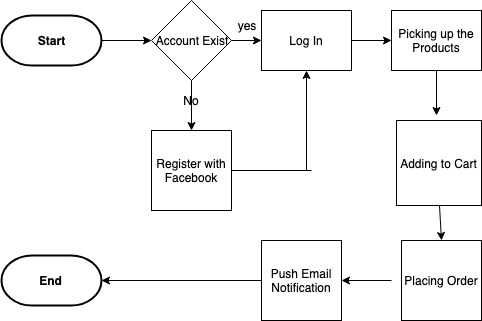 Start
Account Exist
yes
Log In
Picking up the
Products
No
Register with
Facebook
Adding to Cart
End
Push Email
Notification
Placing Order